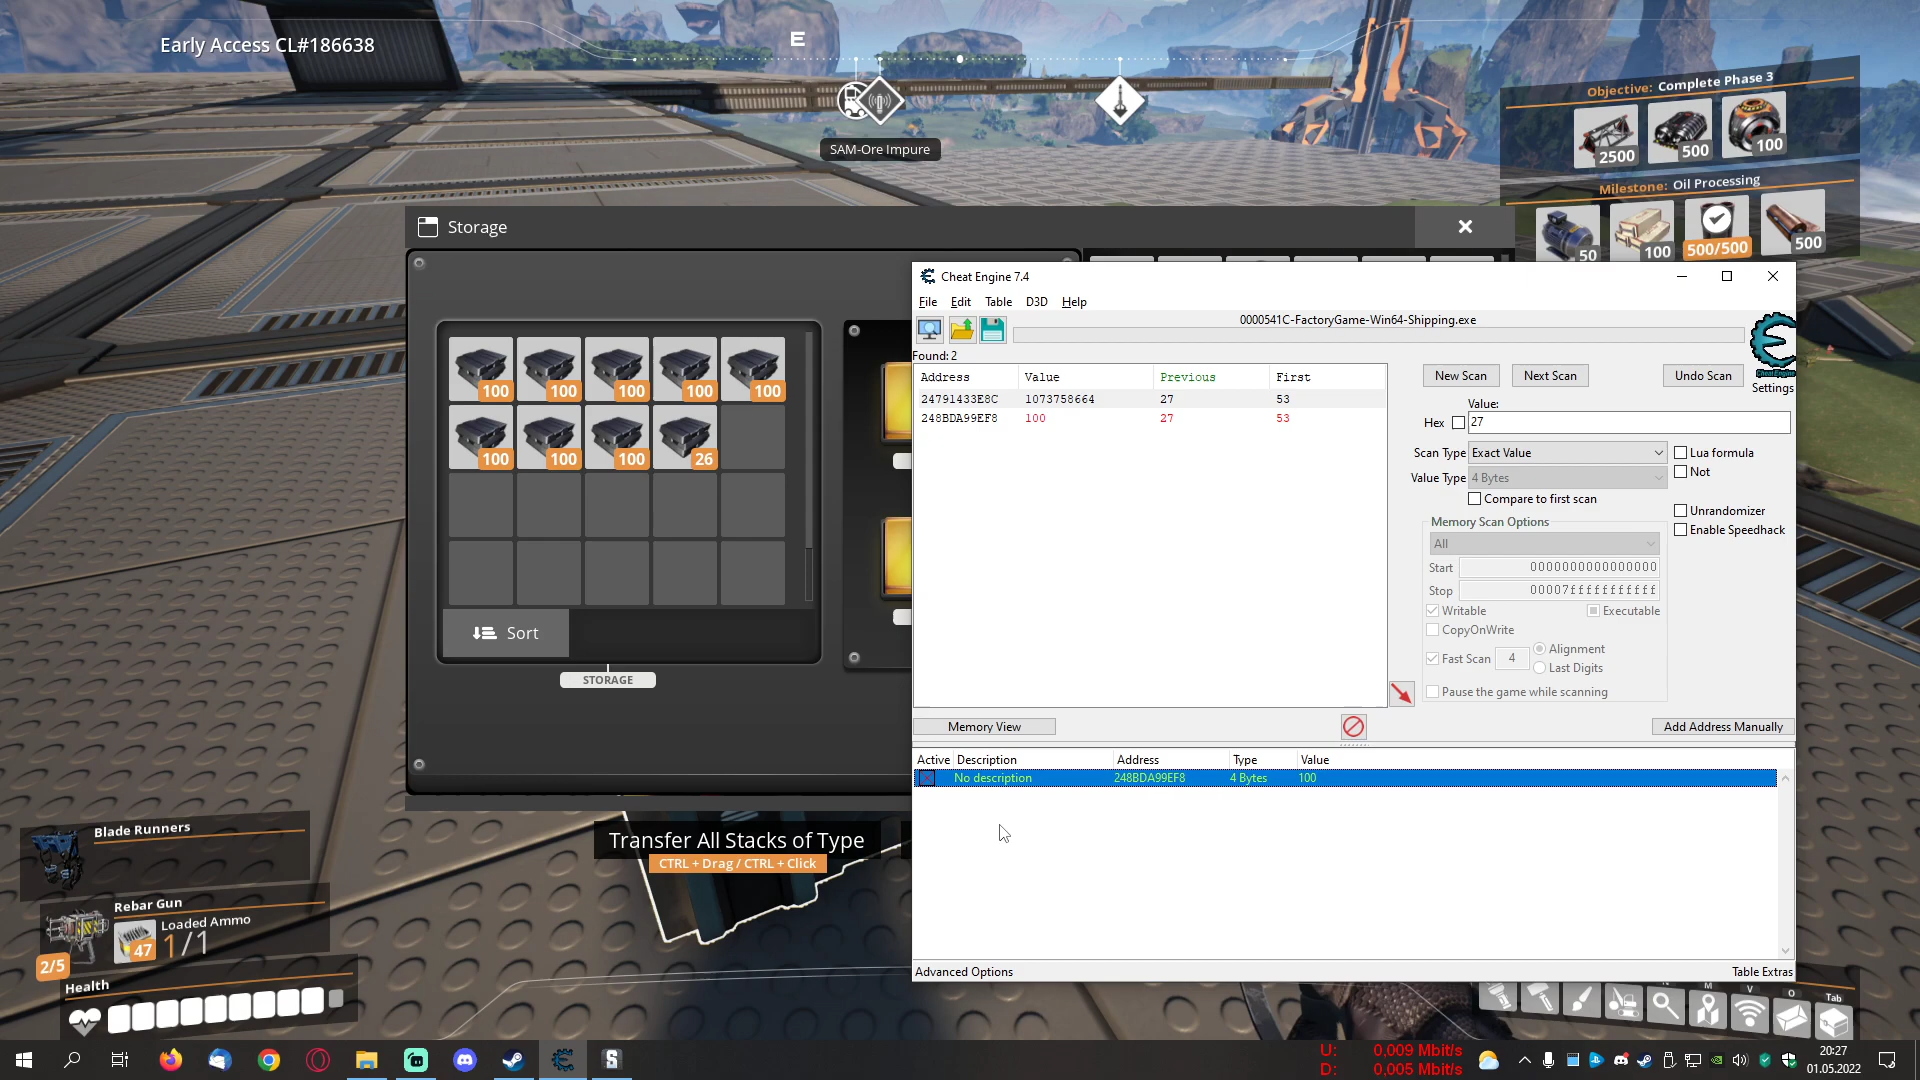 Early Access CL#186638
E
SAM-Ore Impure
Objective: Complete Phase 3
2500
500
100
Milestone: Oil Processing
50
100
500/500
500
Storage
100
100
100
100
100
100
100
100
26
Sort
STORAGE
Transfer All Stacks of Type
CTRL + Drag / CTRL + Click
Cheat Engine 7.4
File Edit Table D3D Help
0000541C-FactoryGame-Win64-Shipping.exe
Cheat Engine
Settings
Found: 2
Address Value Previous First
24791433E8C 1073758664 27 53
248BDA99EF8 100 27 53
New Scan Next Scan Undo Scan
Value:
Hex 27
Scan Type Exact Value
Lua formula
Not
Value Type 4 Bytes
Compare to first scan
Unrandomizer
Enable Speedhack
Memory Scan Options
All
Start 0000000000000000
Stop 00007fffffffffff
Writable Executable
CopyOnWrite
Fast Scan 4 Alignment
Last Digits
Pause the game while scanning
Memory View Add Address Manually
Active Description Address Type Value
No description 248BDA99EF8 4 Bytes 100
Advanced Options Table Extras
Blade Runners
Rebar Gun
Loaded Ammo
47
1/1
2/5
Health
M
V
O
Tab
U: 0,009 Mbit/s
D: 0,005 Mbit/s
20:27
01.05.2022